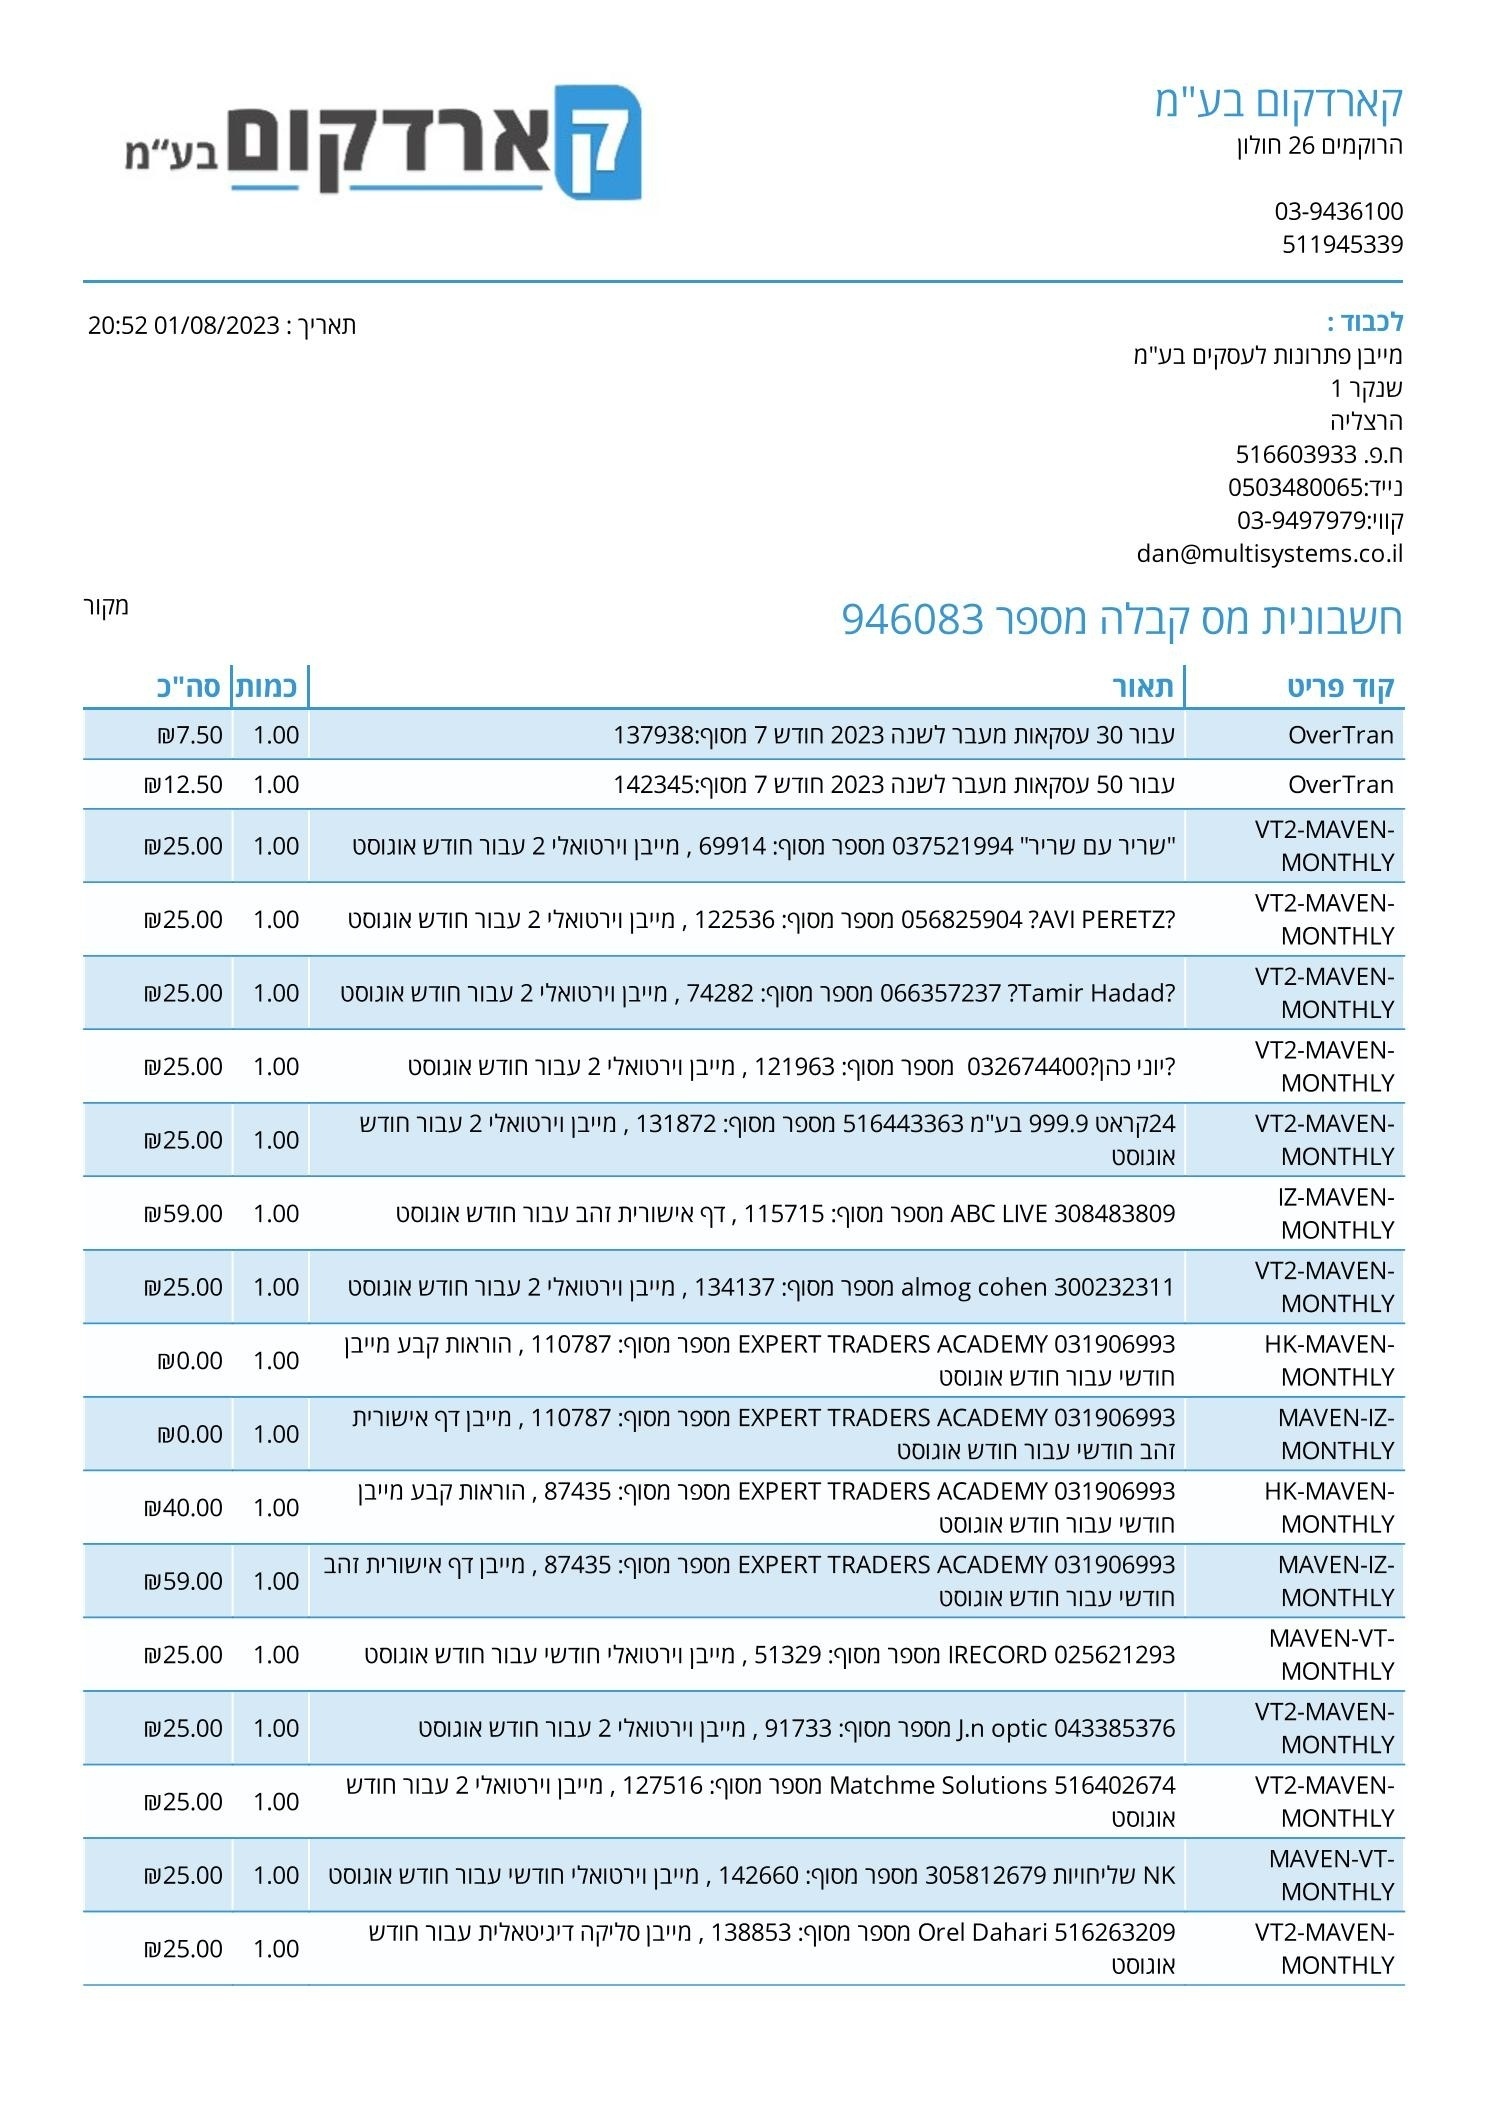 קארדקום בע"מ
קארדקום בע"מ
הרוקמים 26 חולון
03-9436100
511945339
לכבוד :
תאריך : 01/08/2023 20:52
מייבן פתרונות לעסקים בע"מ
שנקר 1
הרצליה
ח.פ. 516603933
נייד:0503480065
קווי:03-9497979
dan@multisystems.co.il
חשבונית מס קבלה מספר 946083
מקור
קוד פריט תאור כמות סה"כ
OverTran עבור 30 עסקאות מעבר לשנה 2023 חודש 7 מסוף:137938 1.00 ₪7.50
OverTran עבור 50 עסקאות מעבר לשנה 2023 חודש 7 מסוף:142345 1.00 ₪12.50
VT2-MAVEN-
MONTHLY "שריר עם שריר" 037521994 מספר מסוף: 69914 , מייבן וירטואלי 2 עבור חודש אוגוסט 1.00 ₪25.00
VT2-MAVEN-
MONTHLY ?AVI PERETZ? 056825904 מספר מסוף: 122536 , מייבן וירטואלי 2 עבור חודש אוגוסט 1.00 ₪25.00
VT2-MAVEN-
MONTHLY ?Tamir Hadad? 066357237 מספר מסוף: 74282 , מייבן וירטואלי 2 עבור חודש אוגוסט 1.00 ₪25.00
VT2-MAVEN-
MONTHLY ?יוני כהן?032674400 מספר מסוף: 121963 , מייבן וירטואלי 2 עבור חודש אוגוסט 1.00 ₪25.00
VT2-MAVEN- 24קראט 999.9 בע"מ 516443363 מספר מסוף: 131872 , מייבן וירטואלי 2 עבור חודש
MONTHLY אוגוסט 1.00 ₪25.00
IZ-MAVEN-
MONTHLY ABC LIVE 308483809 מספר מסוף: 115715 , דף אישורית זהב עבור חודש אוגוסט 1.00 ₪59.00
VT2-MAVEN-
MONTHLY almog cohen 300232311 מספר מסוף: 134137 , מייבן וירטואלי 2 עבור חודש אוגוסט 1.00 ₪25.00
HK-MAVEN- EXPERT TRADERS ACADEMY 031906993 מספר מסוף: 110787 , הוראות קבע מייבן
MONTHLY חודשי עבור חודש אוגוסט 1.00 ₪0.00
MAVEN-IZ- EXPERT TRADERS ACADEMY 031906993 מספר מסוף: 110787 , מייבן דף אישורית
MONTHLY זהב חודשי עבור חודש אוגוסט 1.00 ₪0.00
HK-MAVEN- EXPERT TRADERS ACADEMY 031906993 מספר מסוף: 87435 , הוראות קבע מייבן
MONTHLY חודשי עבור חודש אוגוסט 1.00 ₪40.00
MAVEN-IZ- EXPERT TRADERS ACADEMY 031906993 מספר מסוף: 87435 , מייבן דף אישורית זהב
MONTHLY חודשי עבור חודש אוגוסט 1.00 ₪59.00
MAVEN-VT-
MONTHLY IRECORD 025621293 מספר מסוף: 51329 , מייבן וירטואלי חודשי עבור חודש אוגוסט 1.00 ₪25.00
VT2-MAVEN-
MONTHLY J.n optic 043385376 מספר מסוף: 91733 , מייבן וירטואלי 2 עבור חודש אוגוסט 1.00 ₪25.00
VT2-MAVEN- Matchme Solutions 516402674 מספר מסוף: 127516 , מייבן וירטואלי 2 עבור חודש
MONTHLY אוגוסט 1.00 ₪25.00
MAVEN-VT-
MONTHLY NK שליחויות 305812679 מספר מסוף: 142660 , מייבן וירטואלי חודשי עבור חודש אוגוסט 1.00 ₪25.00
VT2-MAVEN- Orel Dahari 516263209 מספר מסוף: 138853 , מייבן סליקה דיגיטאלית עבור חודש
MONTHLY אוגוסט 1.00 ₪25.00